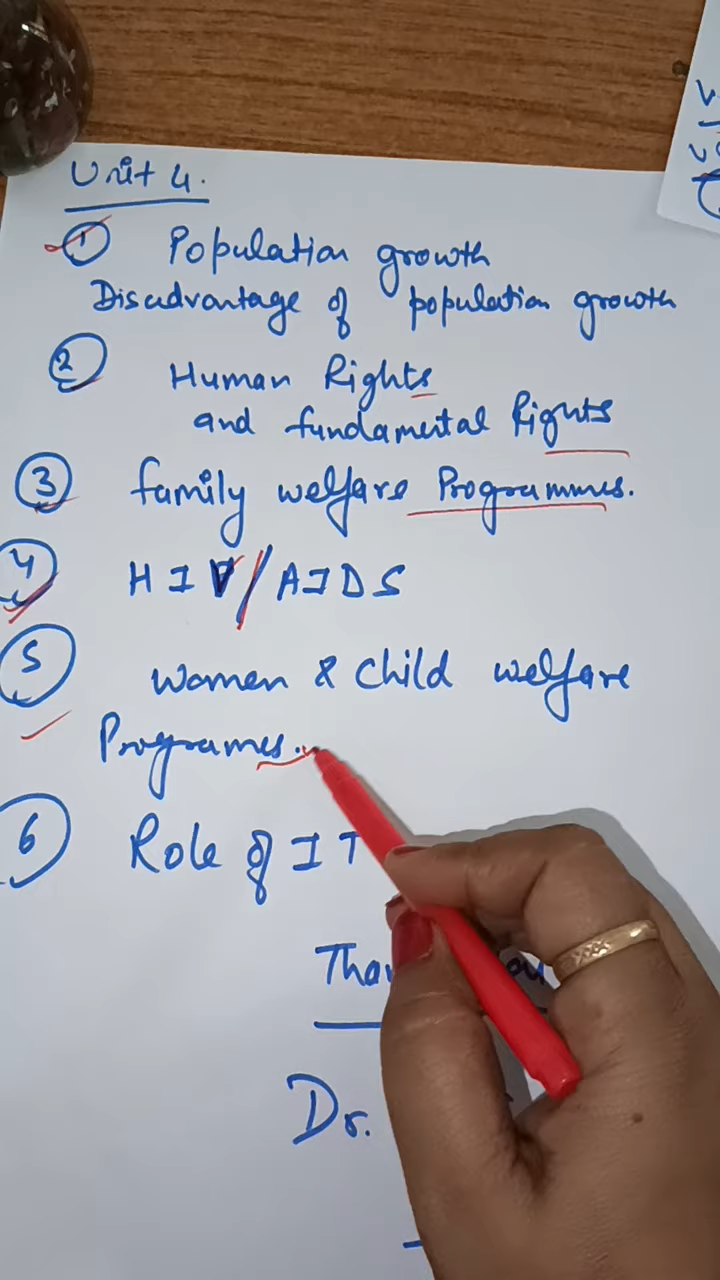 Unit 4.
1 Population growth
Disadvantage of population growth
2 Human Rights
and fundamental Rights
3 family welfare Programmes.
4 HIV/AIDS
5 women & child welfare
Programes.
6 Role of IT
Dr.